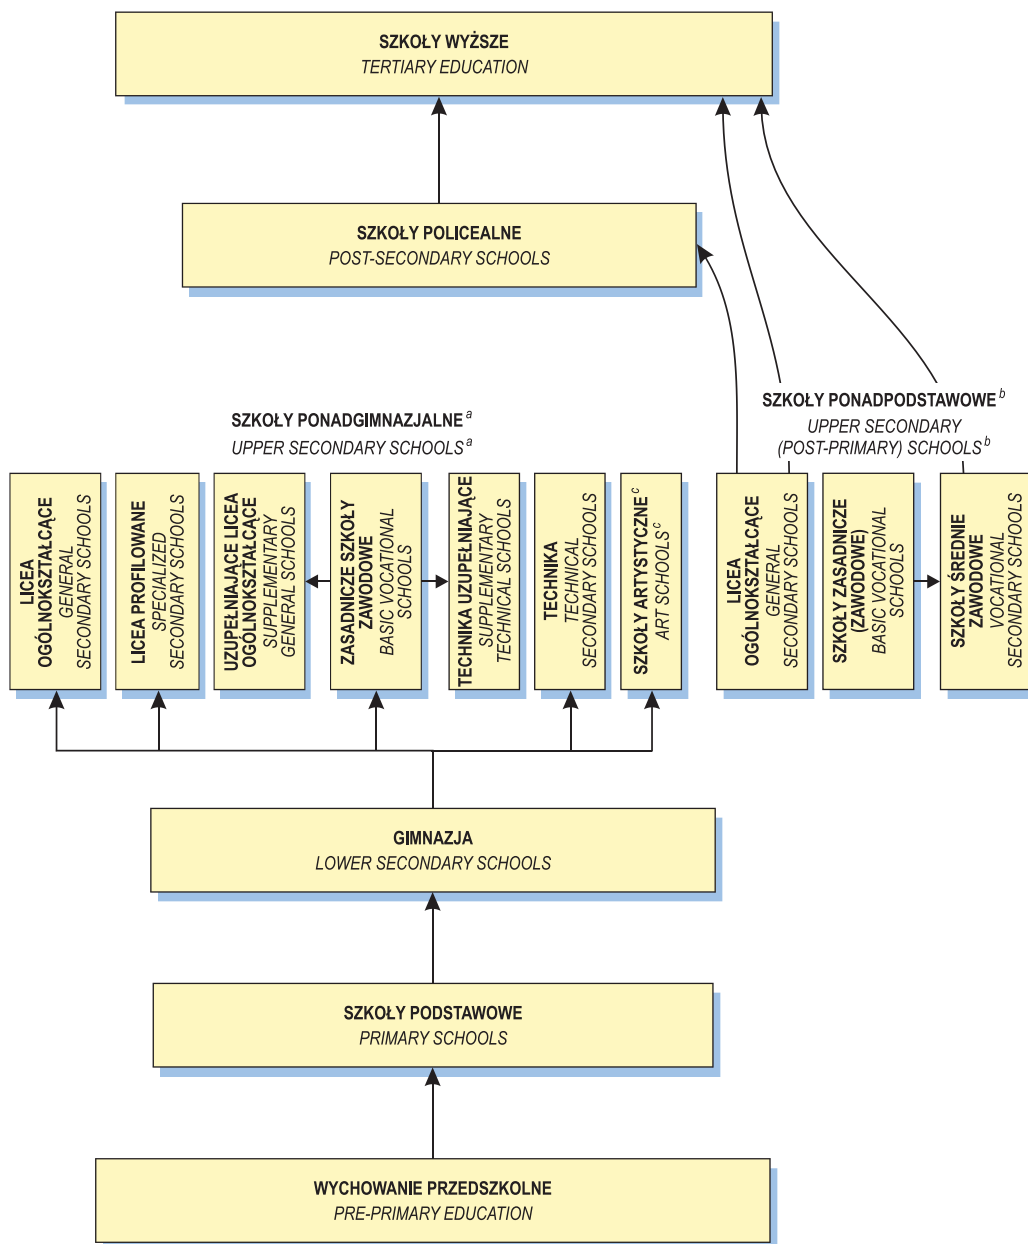 SZKOŁY WYŻSZE
TERTIARY EDUCATION
SZKOŁY POLICEALNE
POST-SECONDARY SCHOOLS
SZKOŁY PONADGIMNAZJALNE a
UPPER SECONDARY SCHOOLS a
SZKOŁY PONADPODSTAWOWE b
UPPER SECONDARY
(POST-PRIMARY) SCHOOLS b
LICEA
OGÓLNOKSZTAŁCĄCE
GENERAL
SECONDARY SCHOOLS
LICEA PROFILOWANE
SPECIALIZED
SECONDARY SCHOOLS
UZUPEŁNIAJĄCE LICEA
OGÓLNOKSZTAŁCĄCE
SUPPLEMENTARY
GENERAL SCHOOLS
ZASADNICZE SZKOŁY
ZAWODOWE
BASIC VOCATIONAL
SCHOOLS
TECHNIKA UZUPEŁNIAJĄCE
SUPPLEMENTARY
TECHNICAL SCHOOLS
TECHNIKA
TECHNICAL
SECONDARY SCHOOLS
SZKOŁY ARTYSTYCZNE c
ART SCHOOLS c
LICEA
OGÓLNOKSZTAŁCĄCE
GENERAL
SECONDARY SCHOOLS
SZKOŁY ZASADNICZE
(ZAWODOWE)
BASIC VOCATIONAL
SCHOOLS
SZKOŁY ŚREDNIE
ZAWODOWE
VOCATIONAL
SECONDARY SCHOOLS
GIMNAZJA
LOWER SECONDARY SCHOOLS
SZKOŁY PODSTAWOWE
PRIMARY SCHOOLS
WYCHOWANIE PRZEDSZKOLNE
PRE-PRIMARY EDUCATION